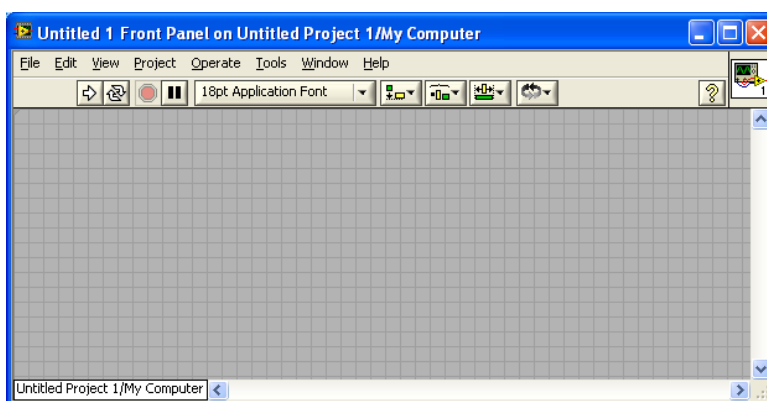 Untitled 1 Front Panel on Untitled Project 1/My Computer
File Edit View Project Operate Tools Window Help
18pt Application Font
?
1
Untitled Project 1/My Computer